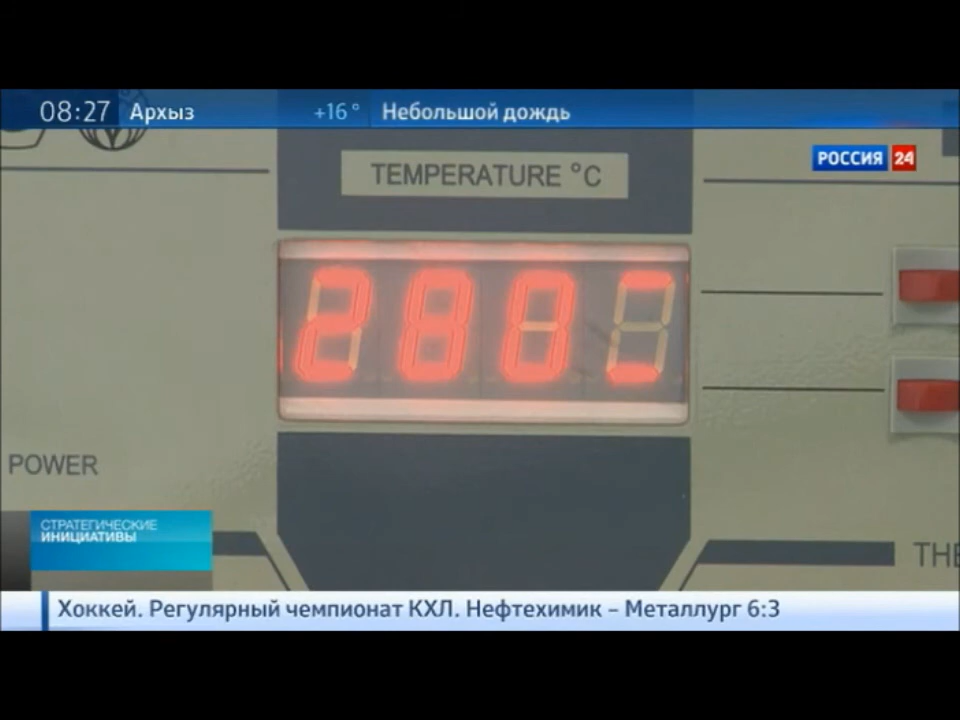 08:27 Архыз +16° Небольшой дождь
РОССИЯ 24
TEMPERATURE °C
280
POWER
СТРАТЕГИЧЕСКИЕ
ИНИЦИАТИВЫ
THE
Хоккей. Регулярный чемпионат КХЛ. Нефтехимик – Металлург 6:3